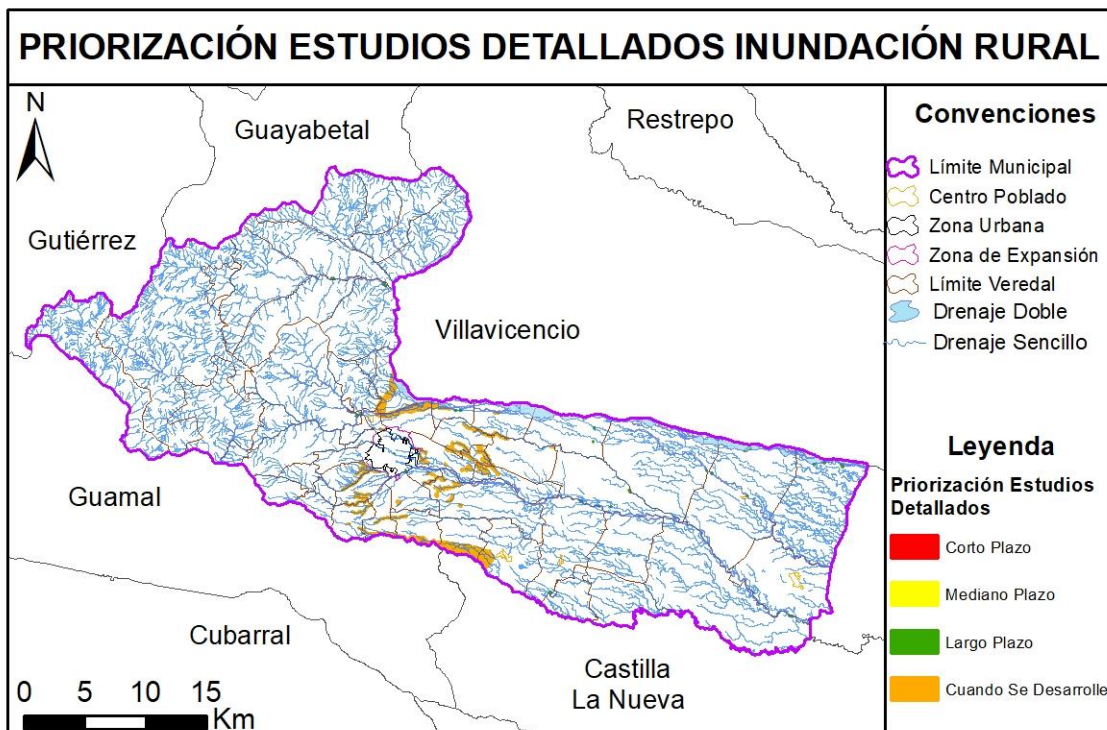 PRIORIZACIÓN ESTUDIOS DETALLADOS INUNDACIÓN RURAL
N
Guayabetal
Restrepo
Gutiérrez
Villavicencio
Guamal
Cubarral
Castilla
La Nueva
0 5 10 15
Km
Convenciones
Límite Municipal
Centro Poblado
Zona Urbana
Zona de Expansión
Límite Veredal
Drenaje Doble
Drenaje Sencillo
Leyenda
Priorización Estudios
Detallados
Corto Plazo
Mediano Plazo
Largo Plazo
Cuando Se Desarrolle